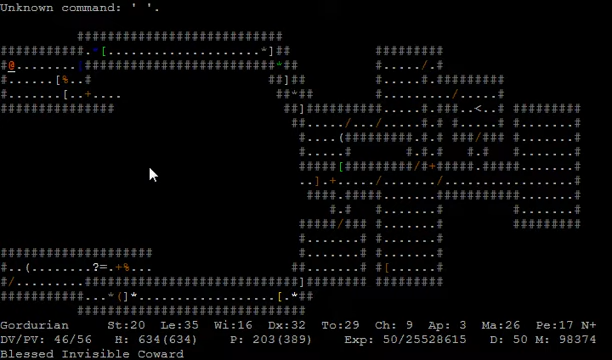 Unknown command: ' '.
Gordurian St:20 Le:35 Wi:16 Dx:32 To:29 Ch: 9 Ap: 3 Ma:26 Pe:17 N+
DV/PV: 46/56 H: 634(634) P: 203(389) Exp: 50/25528615 D: 50 M: 98374
Blessed Invisible Coward